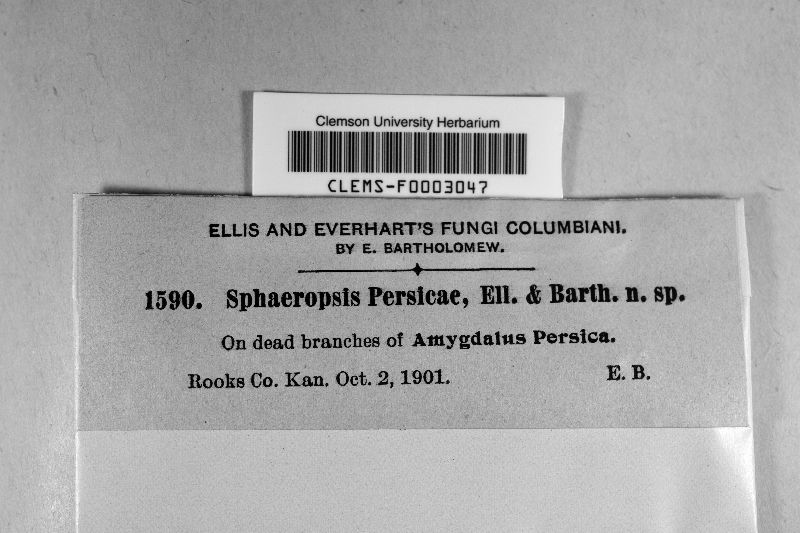 Clemson University Herbarium
CLEMS-F0003047
ELLIS AND EVERHART'S FUNGI COLUMBIANI.
BY E. BARTHOLOMEW.
1590. Sphaeropsis Persicae, Ell. & Barth. n. sp.
On dead branches of Amygdalus Persica.
Rooks Co. Kan. Oct. 2, 1901. E. B.